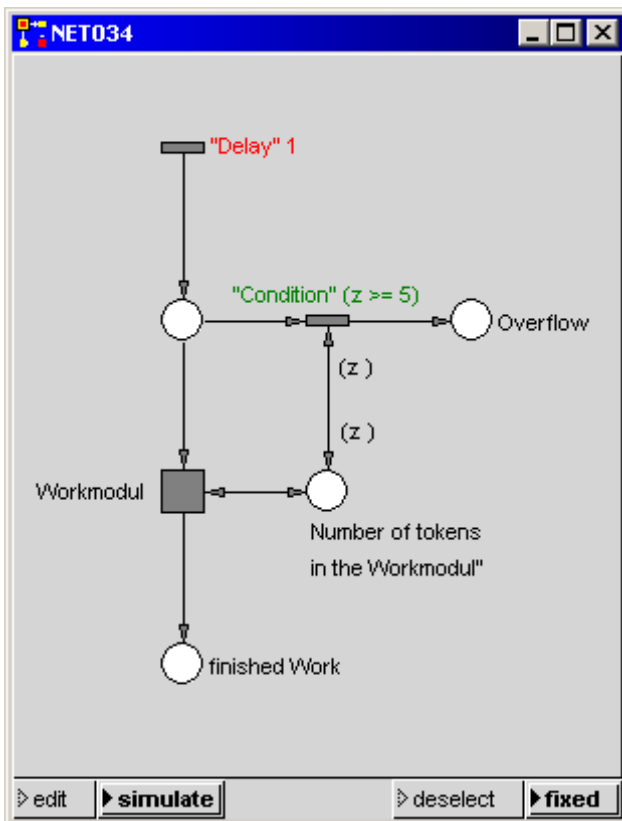 NET034
"Delay" 1
"Condition" (z >= 5)
Overflow
(z )
(z )
Workmodul
Number of tokens
in the Workmodul"
finished Work
edit simulate deselect fixed